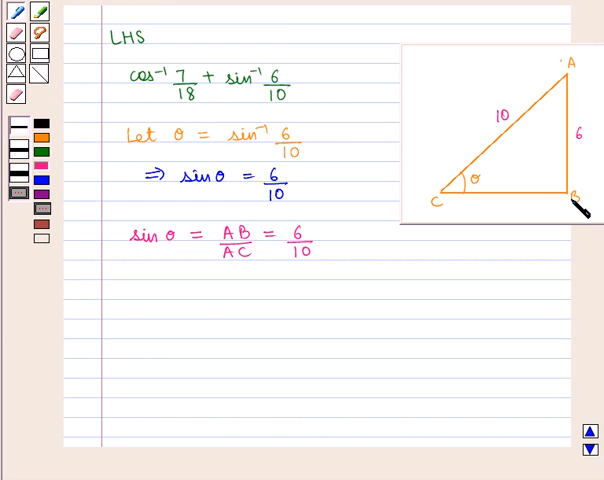 LHS
cos⁻¹ 7/18 + sin⁻¹ 6/10
Let θ = sin⁻¹ 6/10
⇒ sinθ = 6/10
sin θ = AB/AC = 6/10
A
10
6
θ
C
B